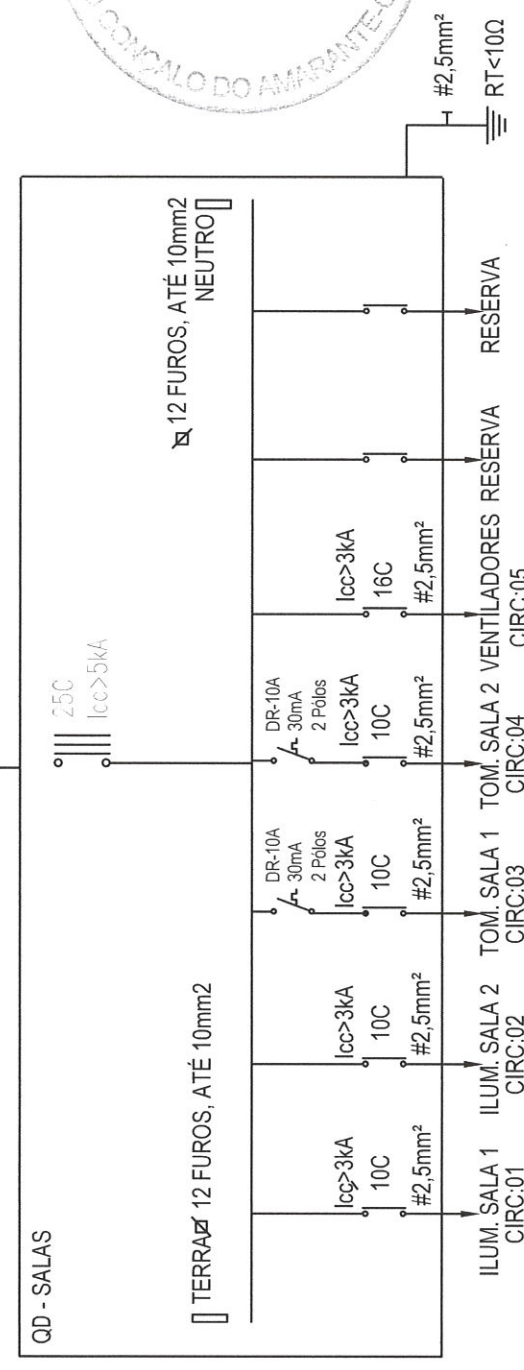 QD - SALAS
25C
Icc>5kA
TERRA 12 FUROS, ATÉ 10mm2
12 FUROS, ATÉ 10mm2
NEUTRO
Icc>3kA
10C
#2,5mm²
ILUM. SALA 1
CIRC:01
Icc>3kA
10C
#2,5mm²
ILUM. SALA 2
CIRC:02
DR-10A
30mA
2 Pólos
Icc>3kA
10C
#2,5mm²
TOM. SALA 1
CIRC:03
DR-10A
30mA
2 Pólos
Icc>3kA
10C
#2,5mm²
TOM. SALA 2
CIRC:04
Icc>3kA
16C
#2,5mm²
VENTILADORES
CIRC:05
RESERVA
RESERVA
#2,5mm²
T
RT<10Ω
GONÇALO DO AMARANTE-C